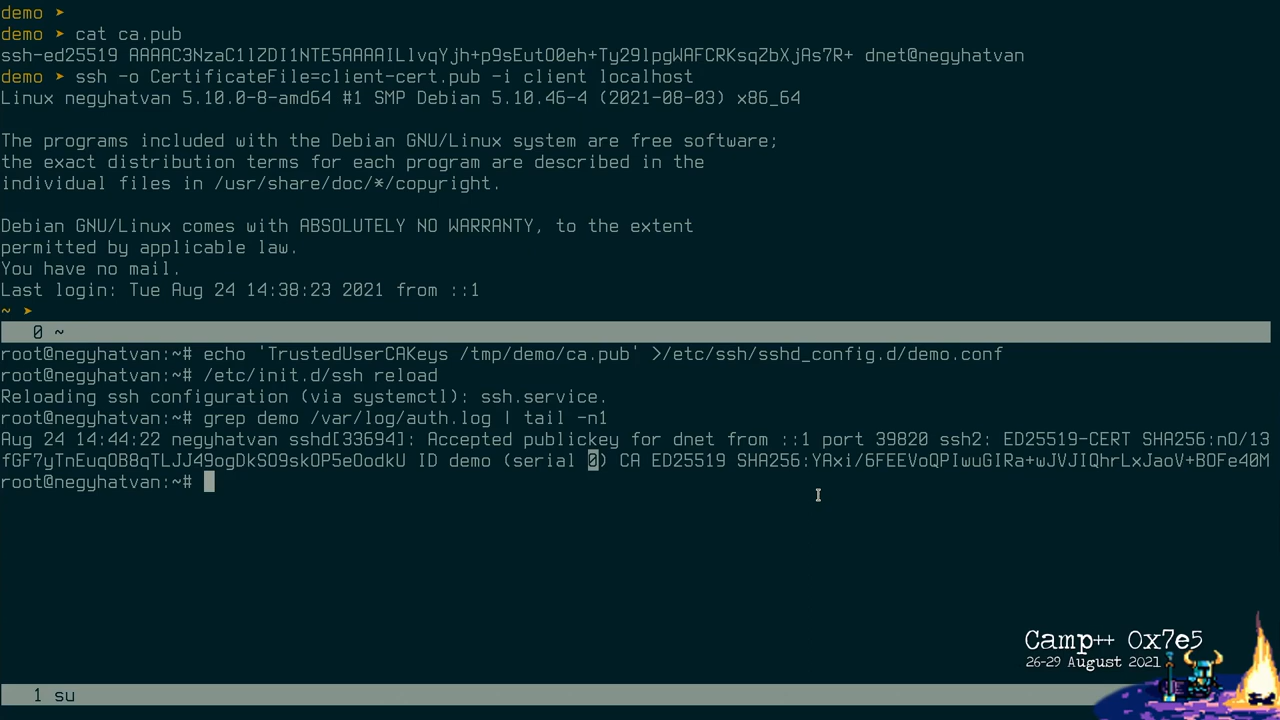 demo ➤
demo ➤ cat ca.pub
ssh-ed25519 AAAAC3NzaC1lZDI1NTE5AAAAILlvqYjh+p9sEutO0eh+Ty29lpgWAFCRKsqZbXjAs7R+ dnet@negyhatvan
demo ➤ ssh -o CertificateFile=client-cert.pub -i client localhost
Linux negyhatvan 5.10.0-8-amd64 #1 SMP Debian 5.10.46-4 (2021-08-03) x86_64
The programs included with the Debian GNU/Linux system are free software;
the exact distribution terms for each program are described in the
individual files in /usr/share/doc/*/copyright.
Debian GNU/Linux comes with ABSOLUTELY NO WARRANTY, to the extent
permitted by applicable law.
You have no mail.
Last login: Tue Aug 24 14:38:23 2021 from ::1
~ ➤
0 ~
root@negyhatvan:~# echo 'TrustedUserCAKeys /tmp/demo/ca.pub' >/etc/ssh/sshd_config.d/demo.conf
root@negyhatvan:~# /etc/init.d/ssh reload
Reloading ssh configuration (via systemctl): ssh.service.
root@negyhatvan:~# grep demo /var/log/auth.log | tail -n1
Aug 24 14:44:22 negyhatvan sshd[33694]: Accepted publickey for dnet from ::1 port 39820 ssh2: ED25519-CERT SHA256:nO/13
fGF7yTnEuqOB8qTLJJ49ogDkSO9skOP5eOodkU ID demo (serial 0) CA ED25519 SHA256:YAxi/6FEEVoQPIwuGIRa+wJVJIQhrLxJaoV+BOFe40M
root@negyhatvan:~#
Camp++ 0x7e5
26-29 August 2021
1 su